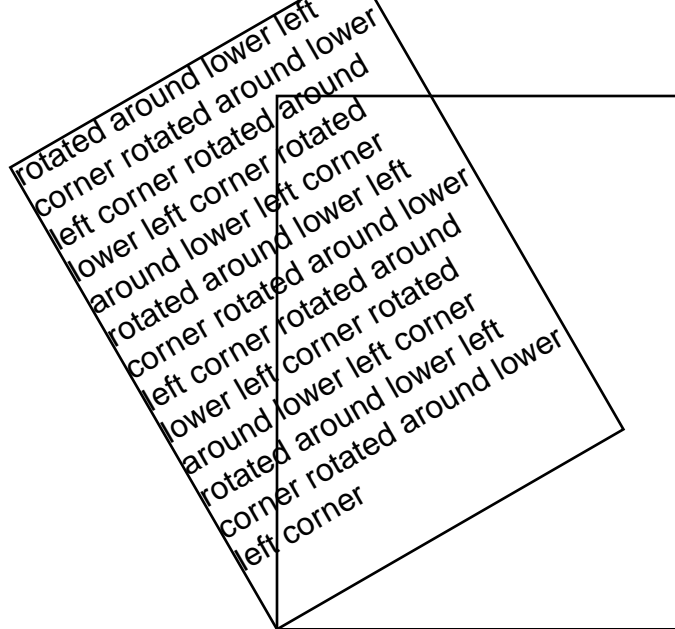 rotated around lower left
corner rotated around lower
left corner rotated around
lower left corner rotated
around lower left corner
rotated around lower left
corner rotated around lower
left corner rotated around
lower left corner rotated
around lower left corner
rotated around lower left
corner rotated around lower
left corner